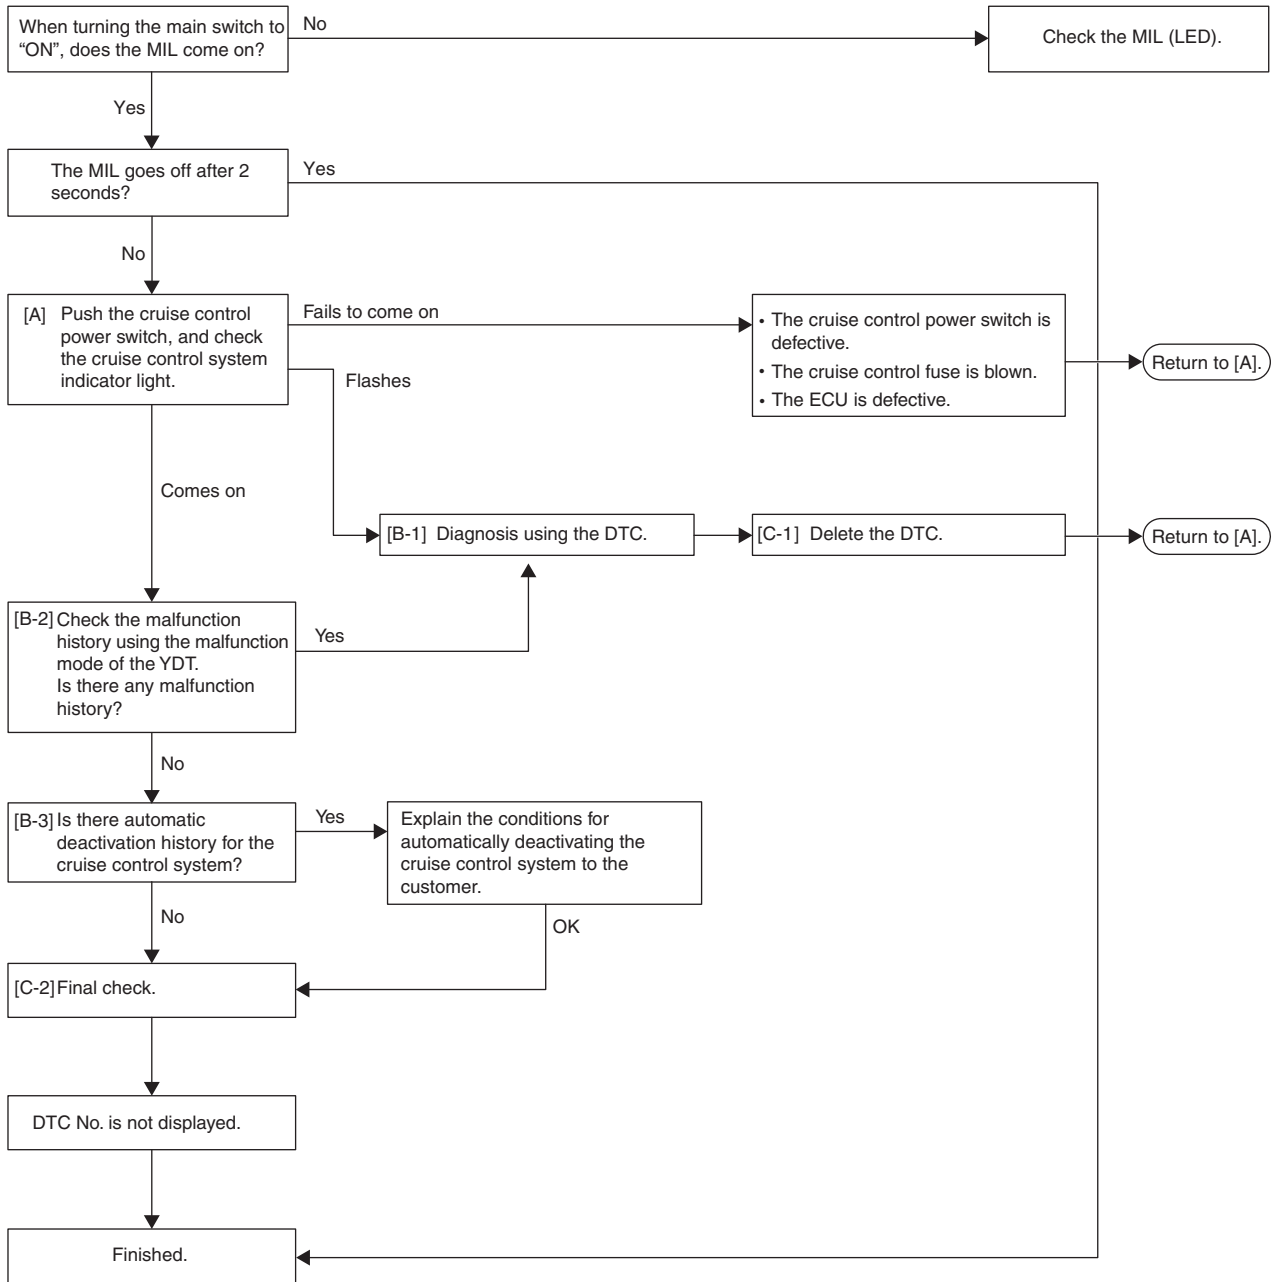 When turning the main switch to
“ON”, does the MIL come on?
No
Check the MIL (LED).
Yes
The MIL goes off after 2
seconds?
Yes
No
[A] Push the cruise control
power switch, and check
the cruise control system
indicator light.
Fails to come on
• The cruise control power switch is
defective.
• The cruise control fuse is blown.
• The ECU is defective.
Return to [A].
Flashes
Comes on
[B-1] Diagnosis using the DTC.
[C-1] Delete the DTC.
Return to [A].
[B-2] Check the malfunction
history using the malfunction
mode of the YDT.
Is there any malfunction
history?
Yes
No
[B-3] Is there automatic
deactivation history for the
cruise control system?
Yes
Explain the conditions for
automatically deactivating the
cruise control system to the
customer.
No
OK
[C-2] Final check.
DTC No. is not displayed.
Finished.